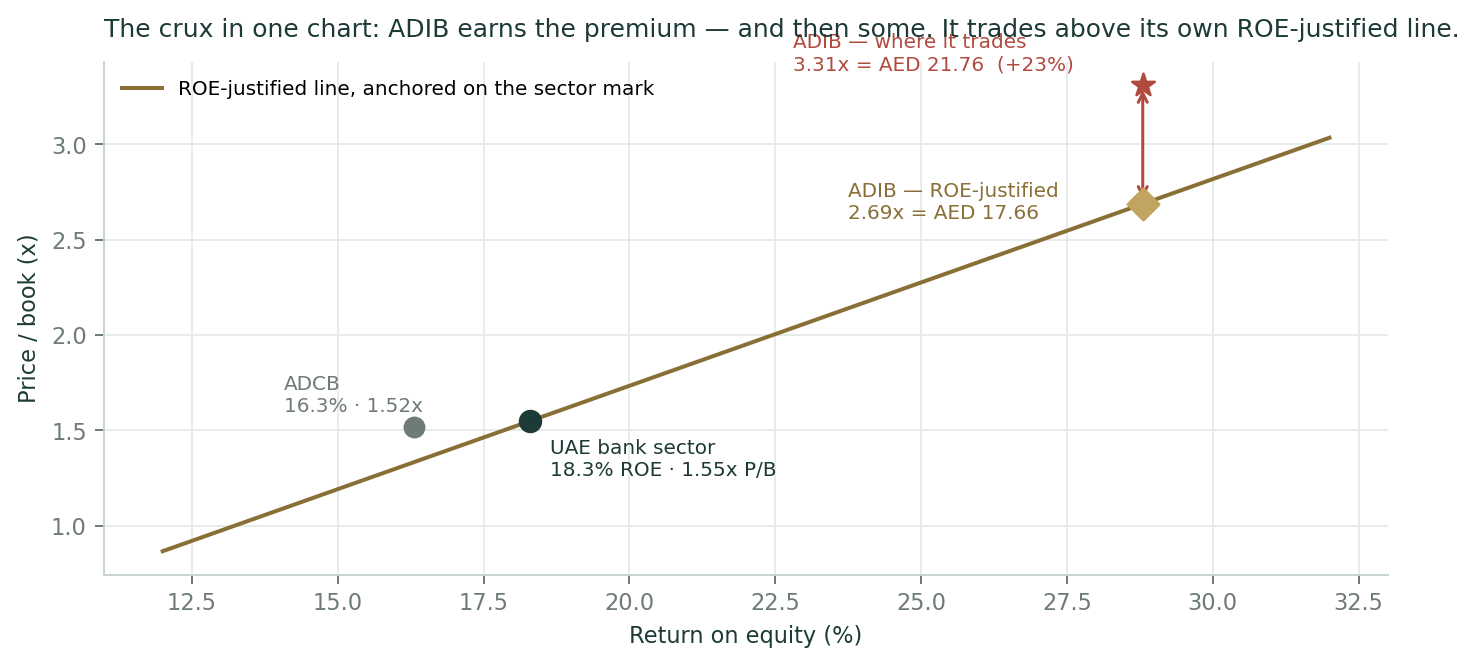 The crux in one chart: ADIB earns the premium — and then some. It trades above its own ROE-justified line.
ADIB — where it trades
3.31x = AED 21.76 (+23%)
ROE-justified line, anchored on the sector mark
ADIB — ROE-justified
2.69x = AED 17.66
ADCB
16.3% · 1.52x
UAE bank sector
18.3% ROE · 1.55x P/B
Price / book (x)
3.0
2.5
2.0
1.5
1.0
12.5 15.0 17.5 20.0 22.5 25.0 27.5 30.0 32.5
Return on equity (%)